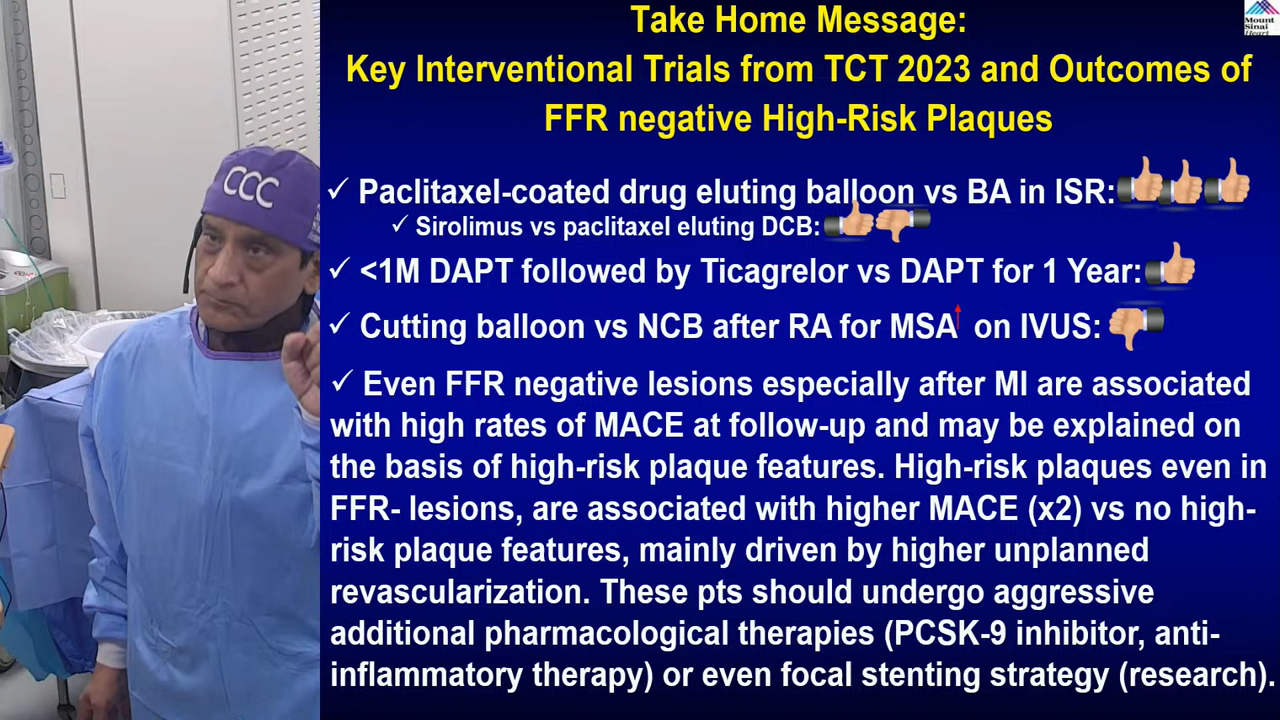 Take Home Message:
Mount
Sinai
Heart
Key Interventional Trials from TCT 2023 and Outcomes of
FFR negative High-Risk Plaques
CCC
✓ Paclitaxel-coated drug eluting balloon vs BA in ISR:
✓ Sirolimus vs paclitaxel eluting DCB:
✓ <1M DAPT followed by Ticagrelor vs DAPT for 1 Year:
✓ Cutting balloon vs NCB after RA for MSA↑ on IVUS:
✓ Even FFR negative lesions especially after MI are associated
with high rates of MACE at follow-up and may be explained on
the basis of high-risk plaque features. High-risk plaques even in
FFR- lesions, are associated with higher MACE (x2) vs no high-
risk plaque features, mainly driven by higher unplanned
revascularization. These pts should undergo aggressive
additional pharmacological therapies (PCSK-9 inhibitor, anti-
inflammatory therapy) or even focal stenting strategy (research).